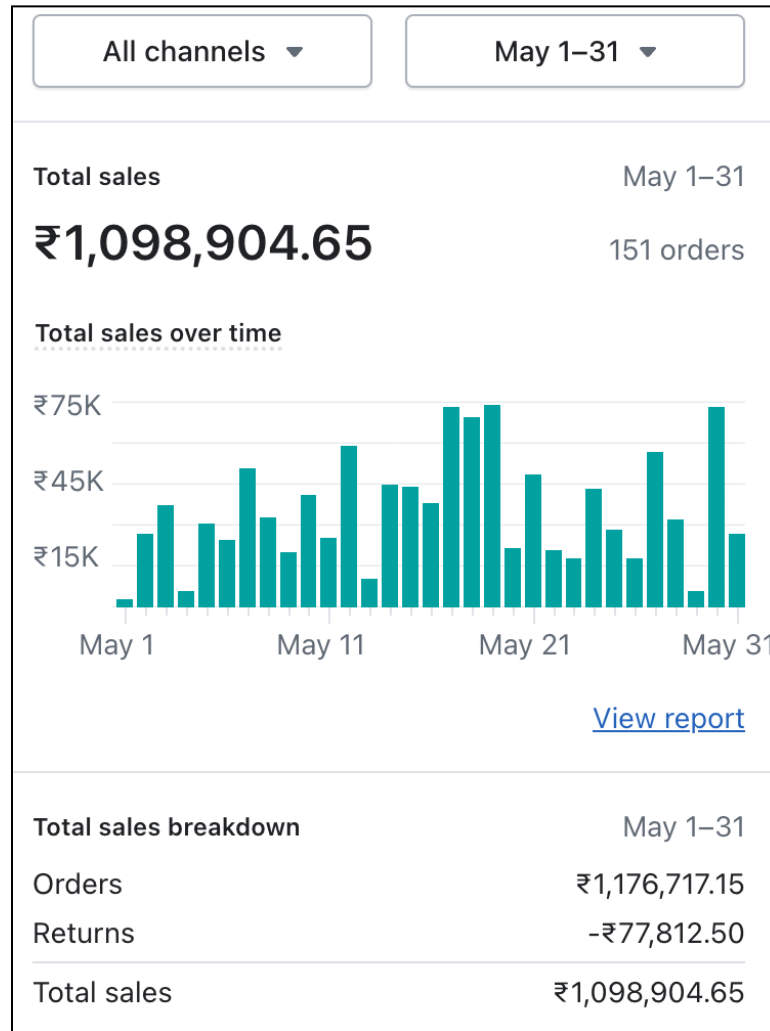 All channels May 1–31
Total sales May 1–31
₹1,098,904.65 151 orders
Total sales over time
₹75K
₹45K
₹15K
May 1 May 11 May 21 May 31
View report
Total sales breakdown May 1–31
Orders ₹1,176,717.15
Returns -₹77,812.50
Total sales ₹1,098,904.65